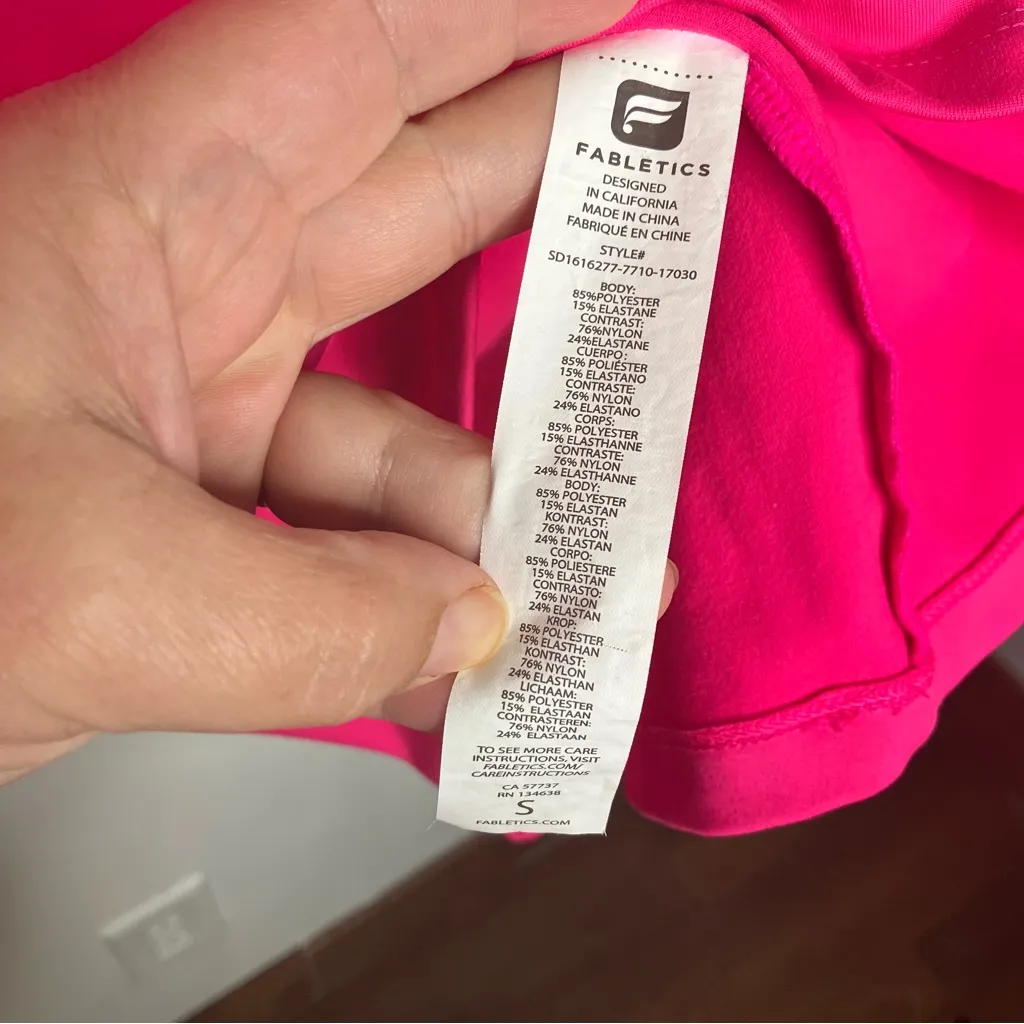 FABLETICS
DESIGNED
IN CALIFORNIA
MADE IN CHINA
FABRIQUÉ EN CHINE
STYLE#
SD1616277-7710-17030
BODY:
85%POLYESTER
15% ELASTANE
CONTRAST:
76%NYLON
24%ELASTANE
CUERPO:
85% POLIÉSTER
15% ELASTANO
CONTRASTE:
76% NYLON
24% ELASTANO
CORPS:
85% POLYESTER
15% ELASTHANNE
CONTRASTE:
76% NYLON
24% ELASTHANNE
BODY:
85% POLYESTER
15% ELASTAN
KONTRAST:
76% NYLON
24% ELASTAN
CORPO:
85% POLIESTERE
15% ELASTAN
CONTRASTO:
76% NYLON
24% ELASTAN
KROP:
85% POLYESTER
15% ELASTHAN
KONTRAST:
76% NYLON
24% ELASTHAN
LICHAAM:
85% POLYESTER
15% ELASTAAN
CONTRASTEREN:
76% NYLON
24% ELASTAAN
TO SEE MORE CARE
INSTRUCTIONS, VISIT
FABLETICS.COM/
CAREINSTRUCTIONS
CA 57737
RN 134638
S
FABLETICS.COM